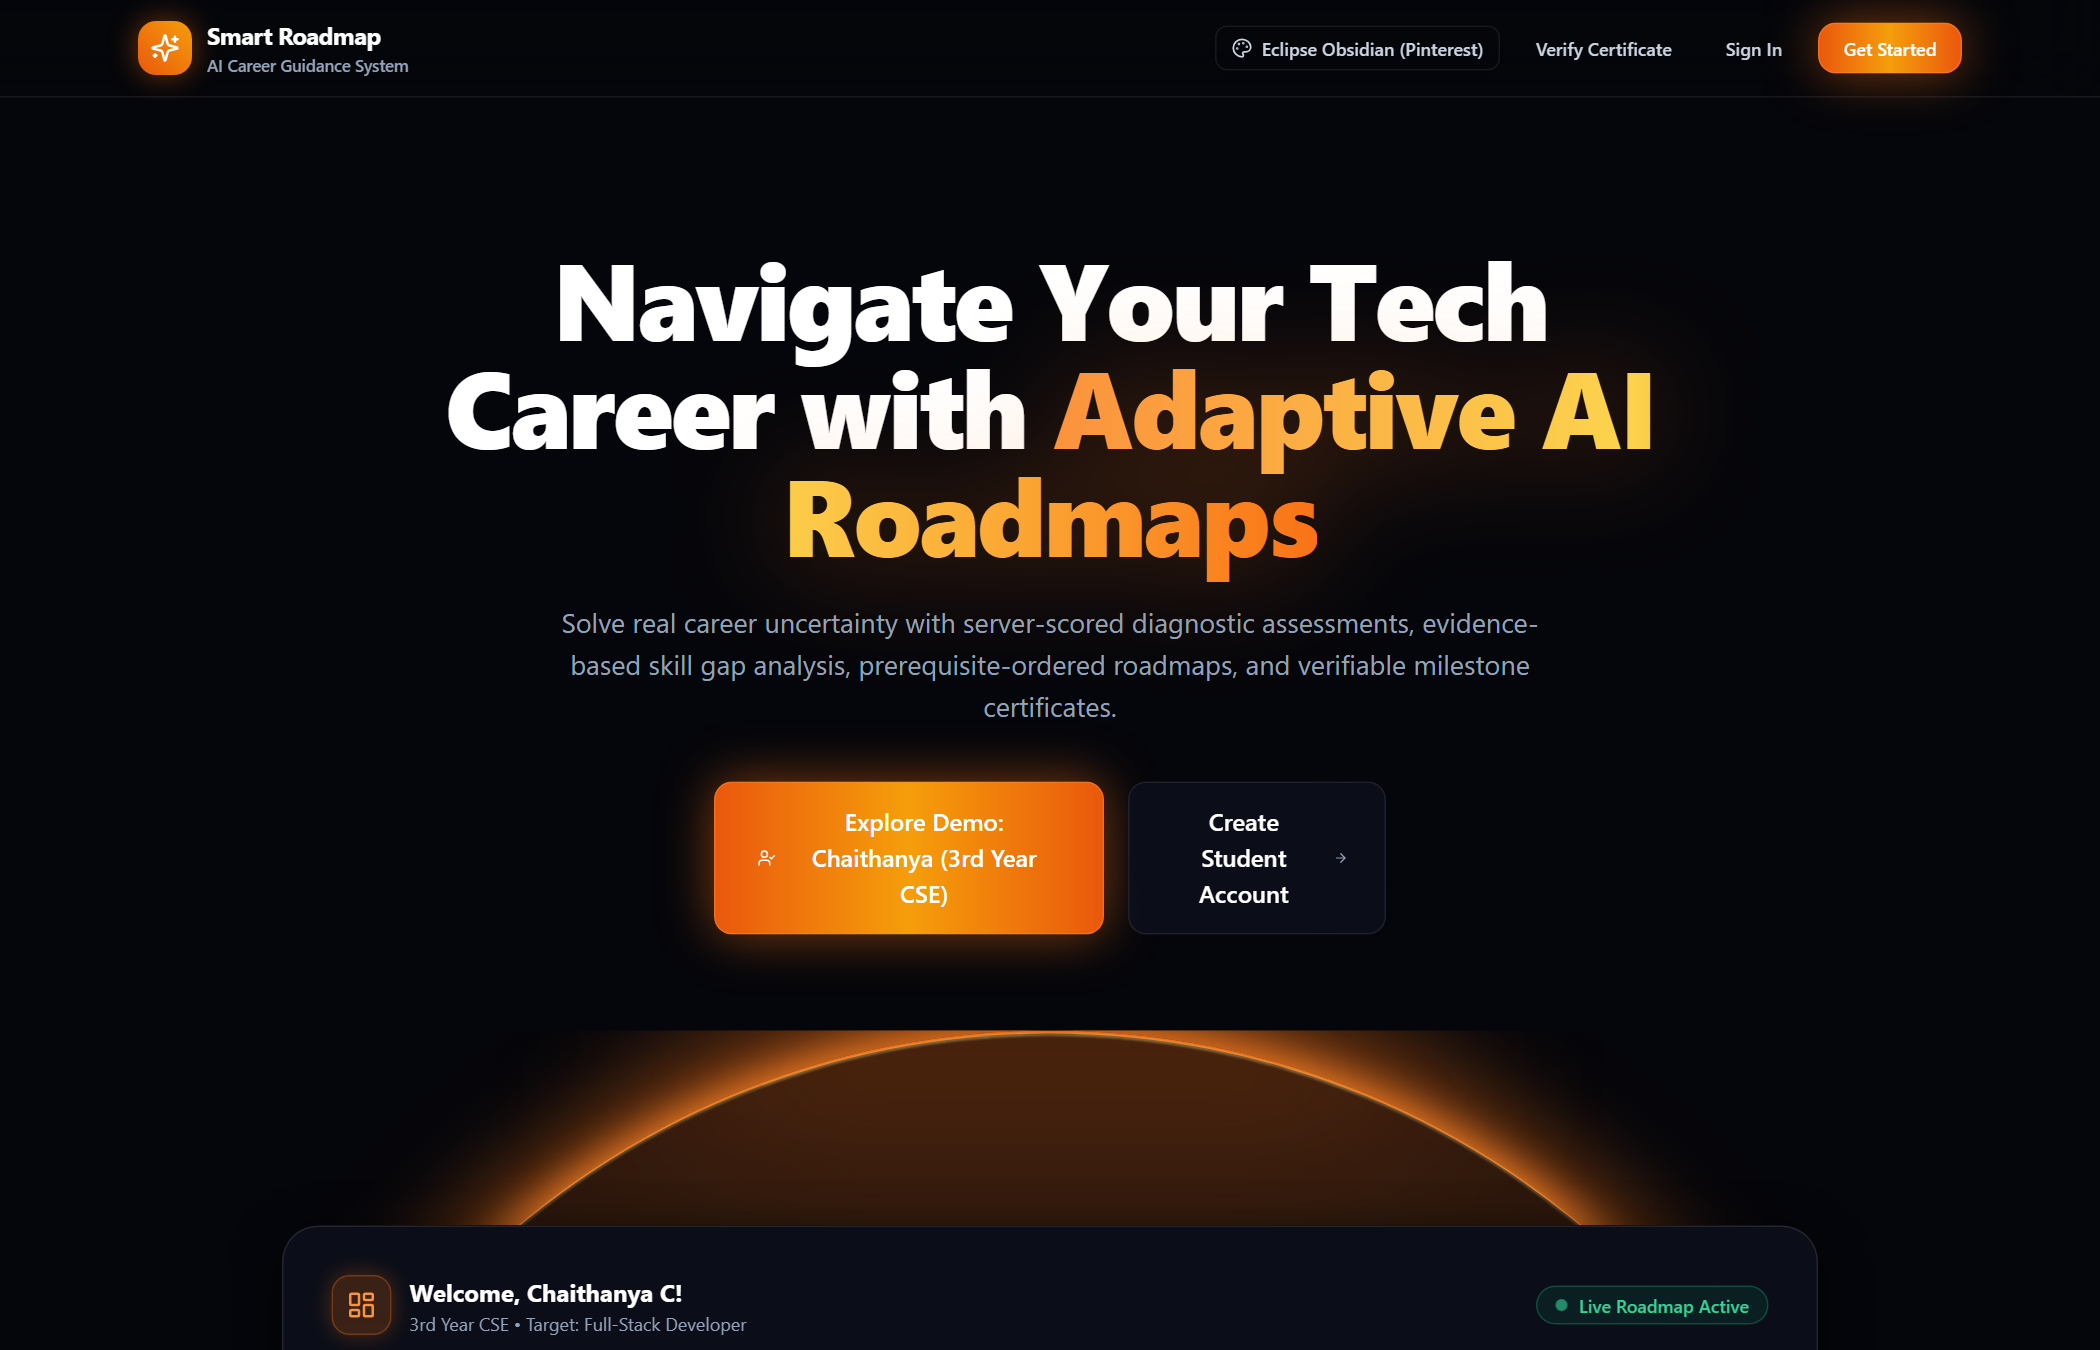 Smart Roadmap
AI Career Guidance System
Eclipse Obsidian (Pinterest)
Verify Certificate
Sign In
Get Started
Navigate Your Tech
Career with Adaptive AI
Roadmaps
Solve real career uncertainty with server-scored diagnostic assessments, evidence-
based skill gap analysis, prerequisite-ordered roadmaps, and verifiable milestone
certificates.
Explore Demo:
Chaithanya (3rd Year
CSE)
Create
Student
Account
Welcome, Chaithanya C!
3rd Year CSE • Target: Full-Stack Developer
Live Roadmap Active